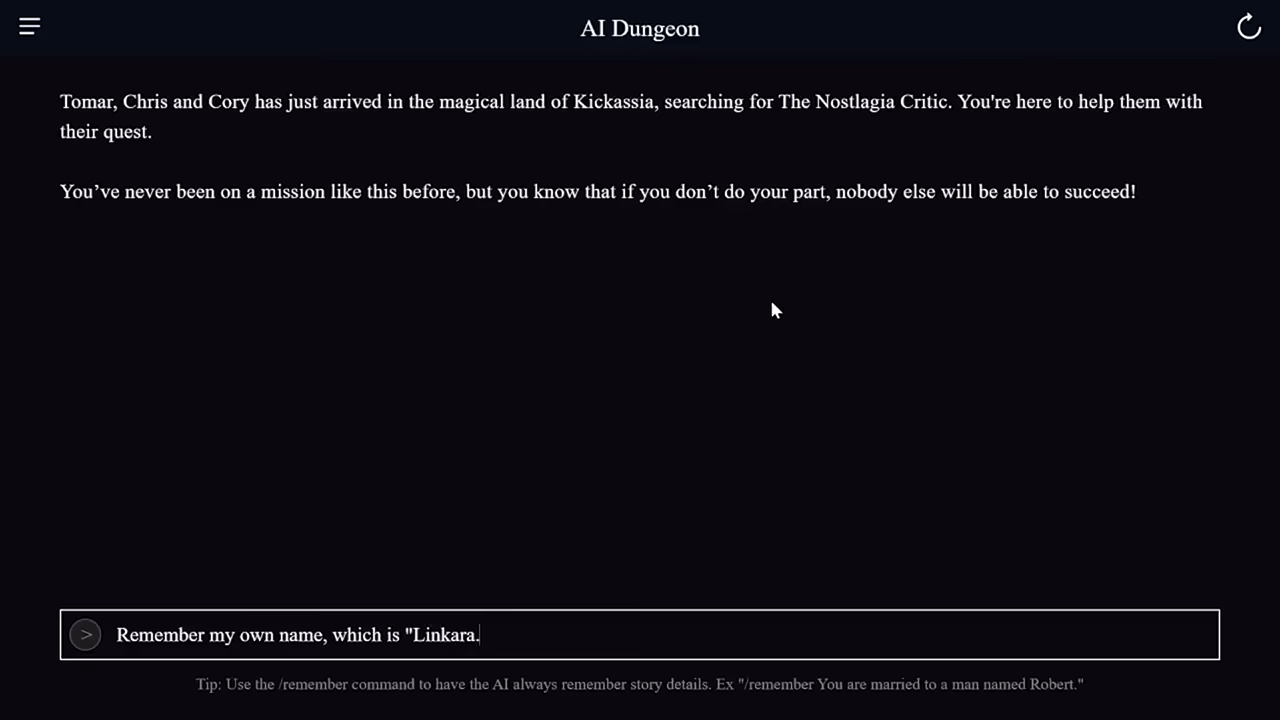 AI Dungeon
Tomar, Chris and Cory has just arrived in the magical land of Kickassia, searching for The Nostlagia Critic. You're here to help them with
their quest.
You’ve never been on a mission like this before, but you know that if you don’t do your part, nobody else will be able to succeed!
> Remember my own name, which is "Linkara.
Tip: Use the /remember command to have the AI always remember story details. Ex "/remember You are married to a man named Robert."